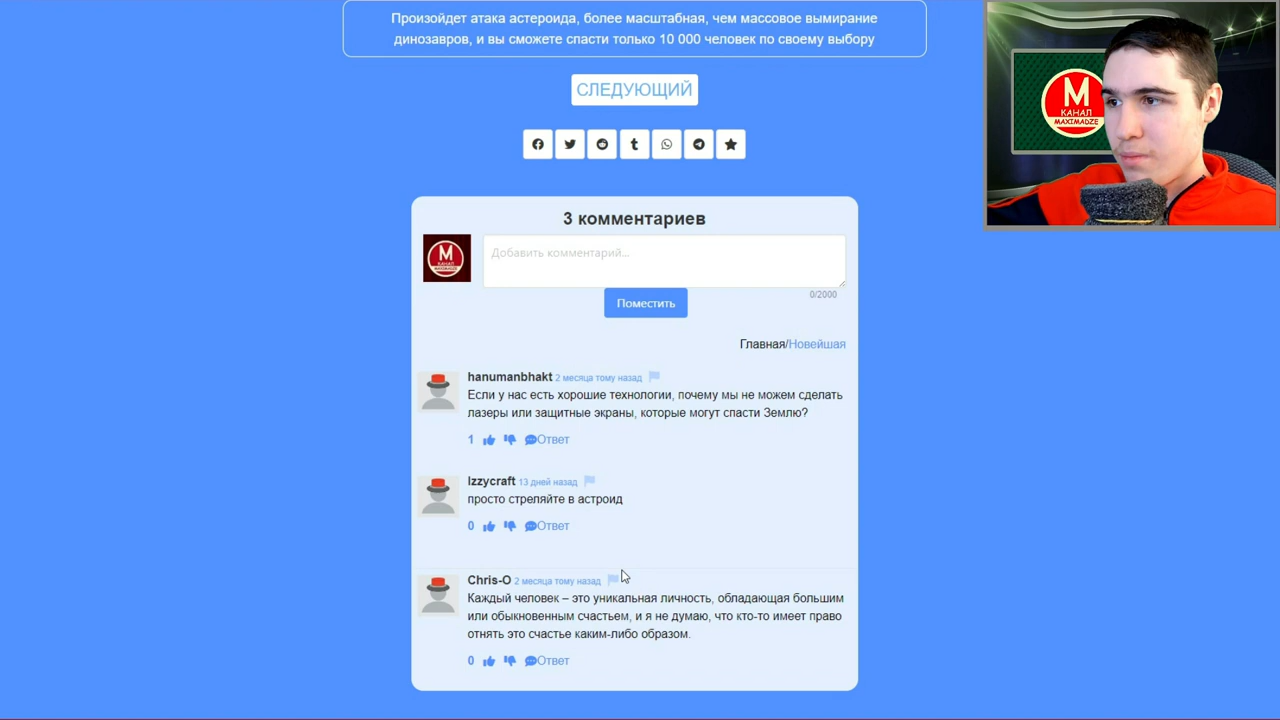 Произойдет атака астероида, более масштабная, чем массовое вымирание
динозавров, и вы сможете спасти только 10 000 человек по своему выбору
СЛЕДУЮЩИЙ
М
КАНАЛ
MAXIMADZE
3 комментариев
М
КАНАЛ
MAXIMADZE
Добавить комментарий...
0/2000
Поместить
Главная/Новейшая
hanumanbhakt 2 месяца тому назад
Если у нас есть хорошие технологии, почему мы не можем сделать
лазеры или защитные экраны, которые могут спасти Землю?
1 Ответ
Izzycraft 13 дней назад
просто стреляйте в астроид
0 Ответ
Chris-O 2 месяца тому назад
Каждый человек – это уникальная личность, обладающая большим
или обыкновенным счастьем, и я не думаю, что кто-то имеет право
отнять это счастье каким-либо образом.
0 Ответ